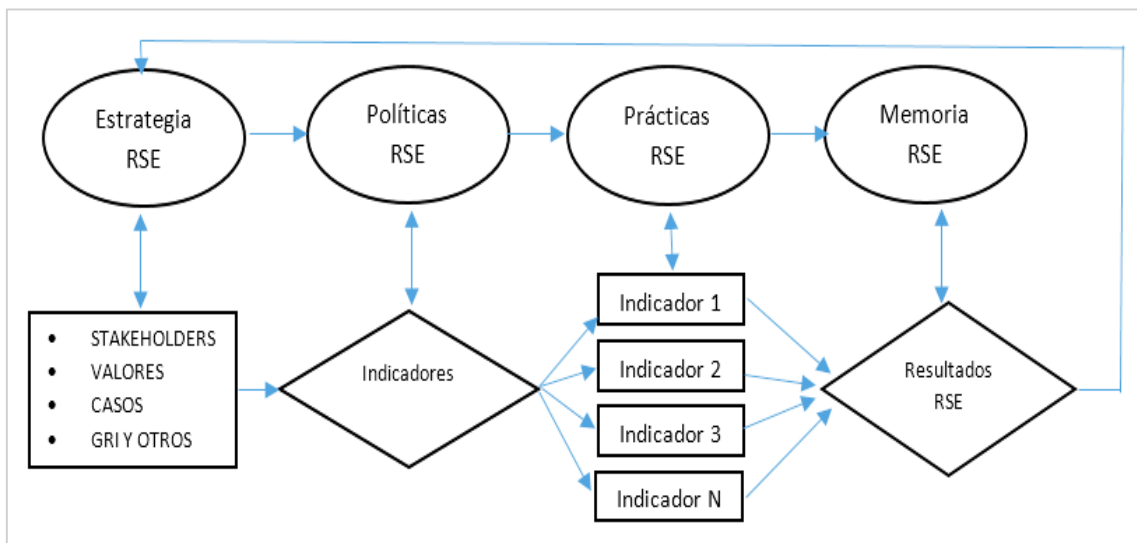 Estrategia
RSE
Políticas
RSE
Prácticas
RSE
Memoria
RSE
• STAKEHOLDERS
• VALORES
• CASOS
• GRI Y OTROS
Indicadores
Indicador 1
Indicador 2
Indicador 3
Indicador N
Resultados
RSE